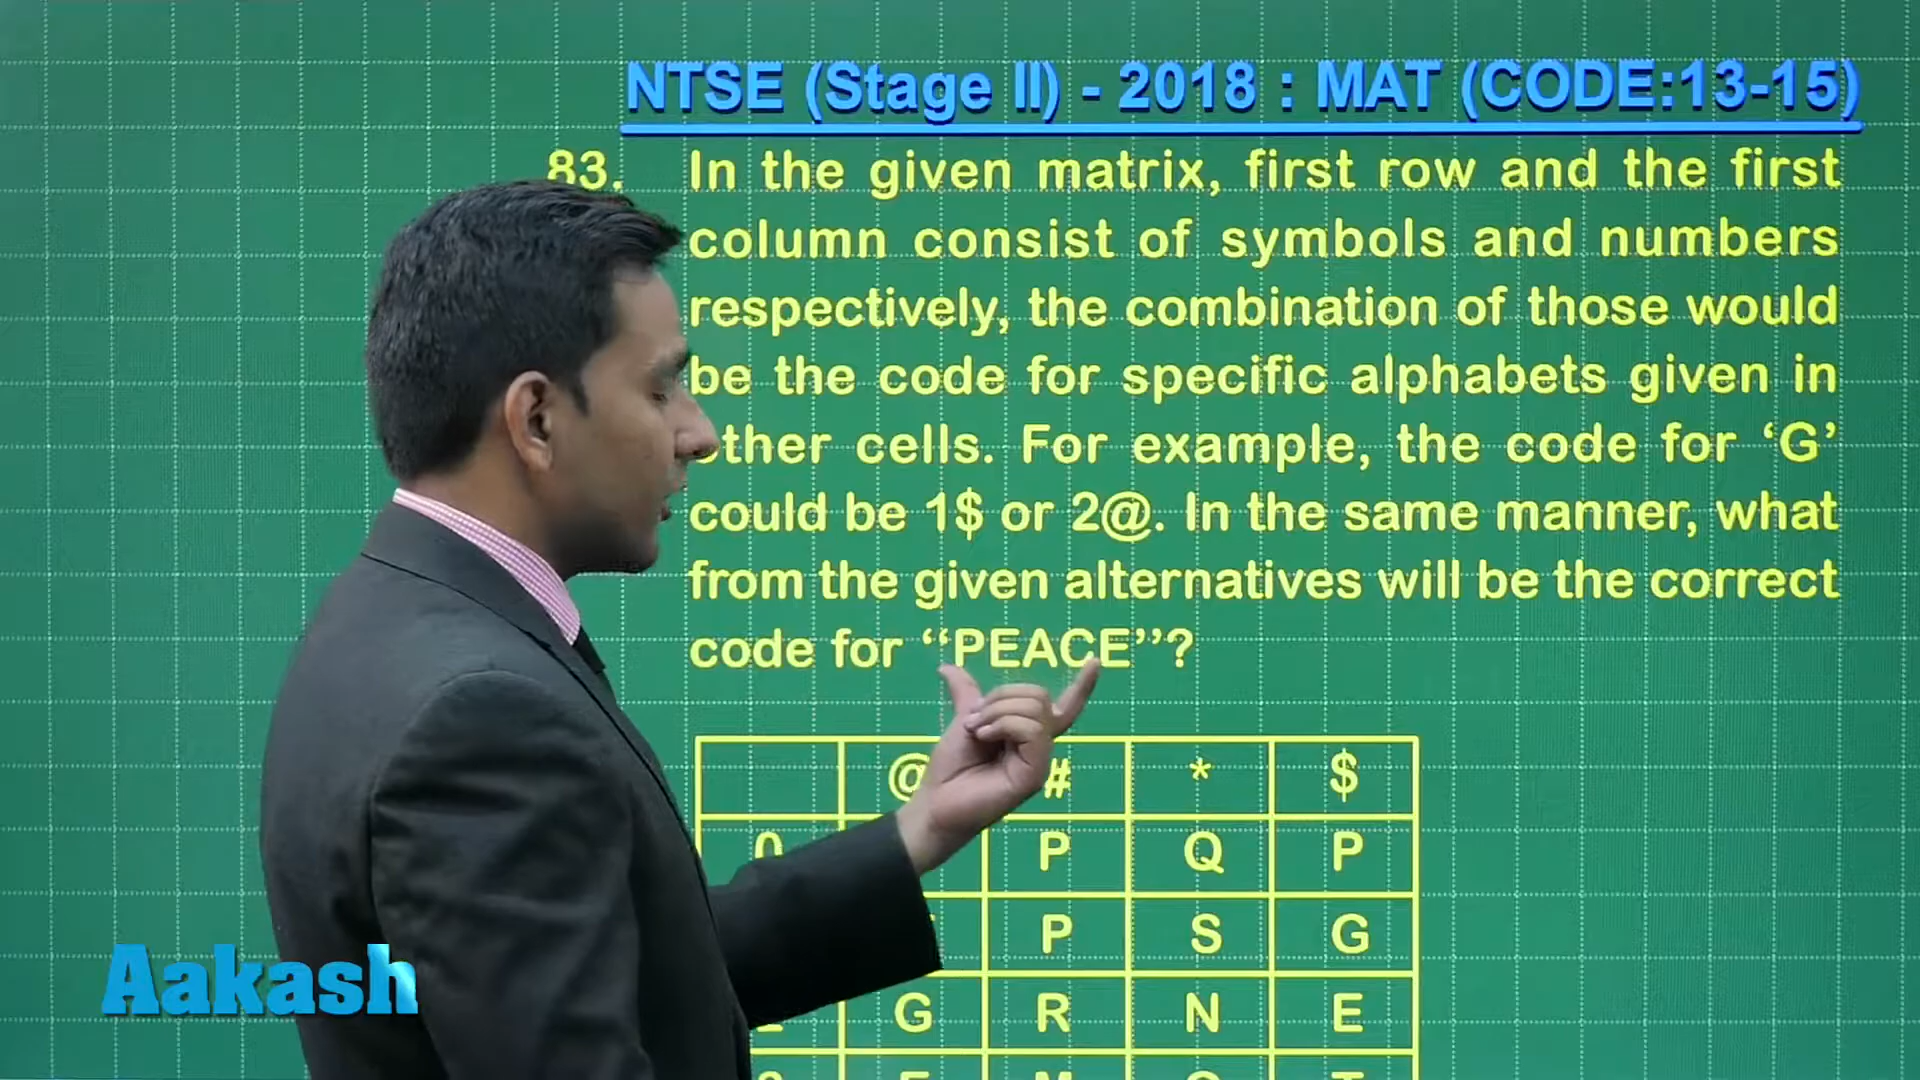 NTSE (Stage II) - 2018 : MAT (CODE:13-15)
83. In the given matrix, first row and the first
column consist of symbols and numbers
respectively, the combination of those would
be the code for specific alphabets given in
other cells. For example, the code for ‘G’
could be 1$ or 2@. In the same manner, what
from the given alternatives will be the correct
code for “PEACE”?
@ # * $
0 P Q P
P S G
2 G R N E
Aakash